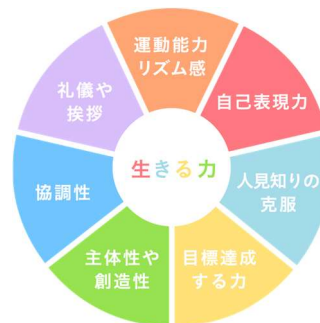 運動能力
リズム感
自己表現力
人見知りの
克服
目標達成
する力
主体性や
創造性
協調性
礼儀や
挨拶
生きる力